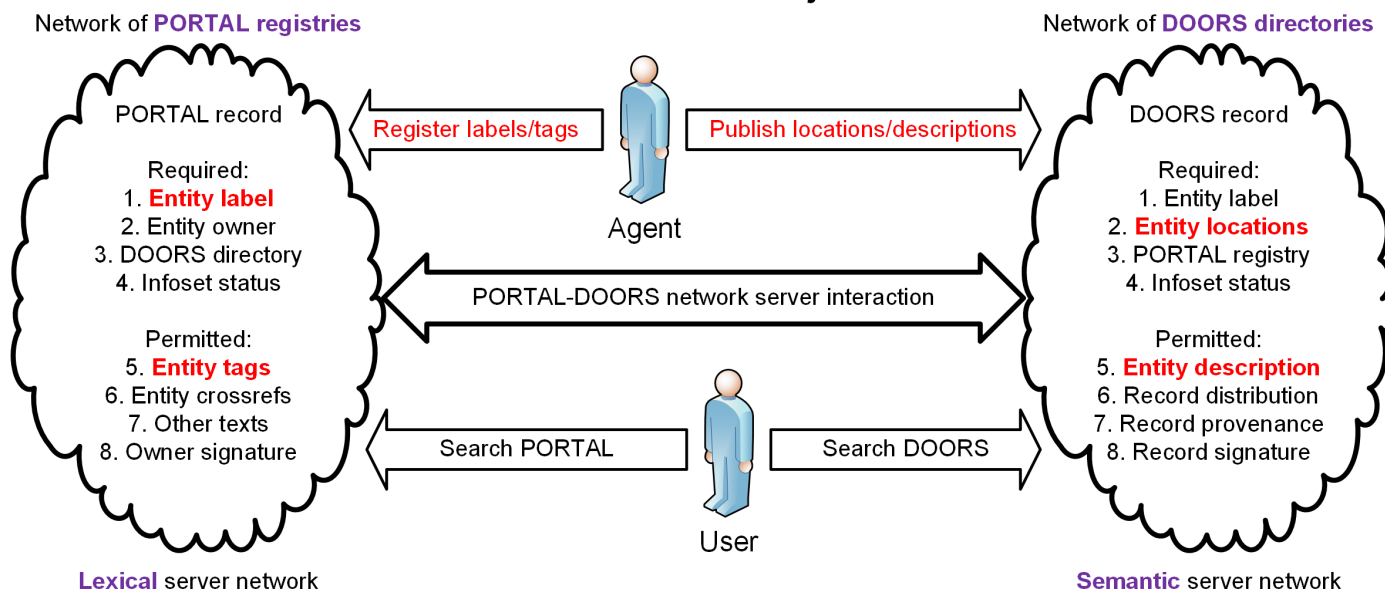 Network of PORTAL registries
PORTAL record
Required:
1. Entity label
2. Entity owner
3. DOORS directory
4. Infoset status
Permitted:
5. Entity tags
6. Entity crossrefs
7. Other texts
8. Owner signature
Lexical server network
Register labels/tags
Publish locations/descriptions
Agent
PORTAL-DOORS network server interaction
Search PORTAL
Search DOORS
User
Network of DOORS directories
DOORS record
Required:
1. Entity label
2. Entity locations
3. PORTAL registry
4. Infoset status
Permitted:
5. Entity description
6. Record distribution
7. Record provenance
8. Record signature
Semantic server network